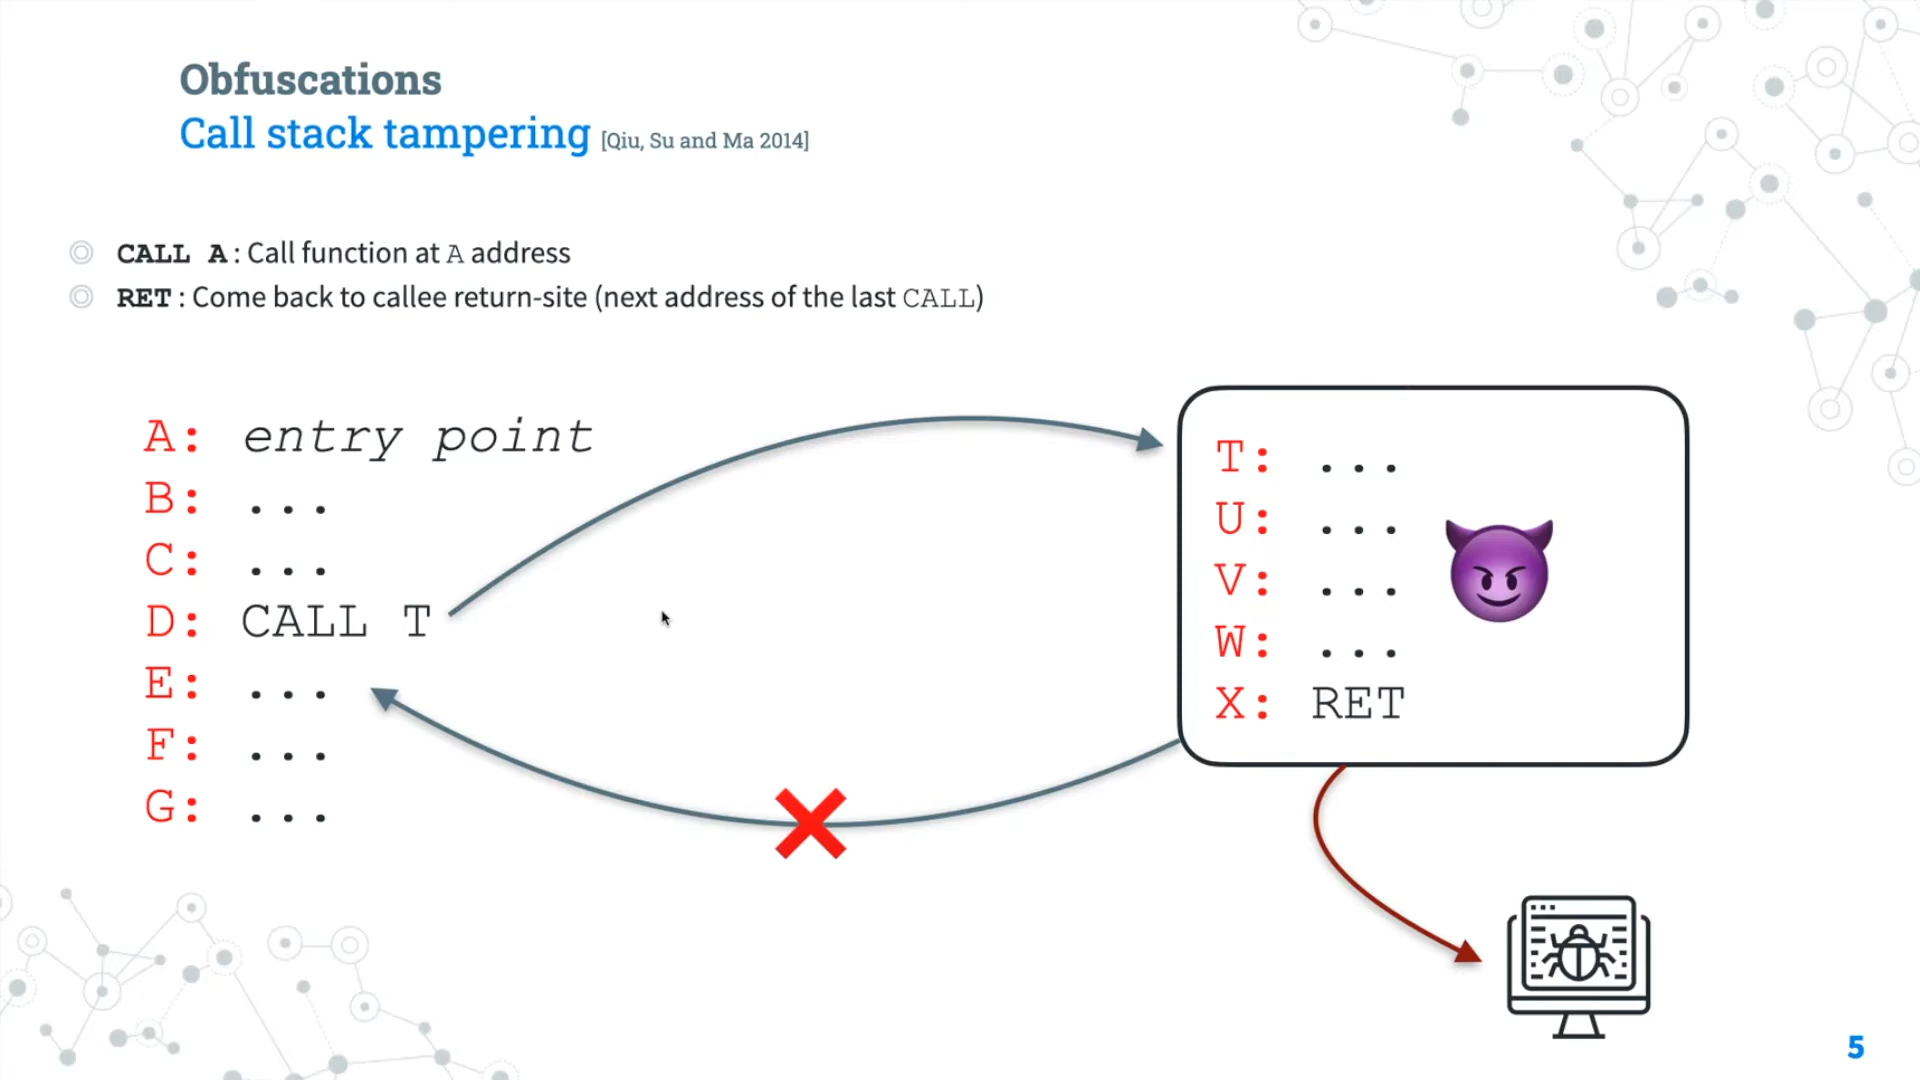 Obfuscations
Call stack tampering [Qiu, Su and Ma 2014]
CALL A: Call function at A address
RET : Come back to callee return-site (next address of the last CALL)
A: entry point
B: ...
C: ...
D: CALL T
E: ...
F: ...
G: ...
T: ...
U: ...
V: ...
W: ...
X: RET
5